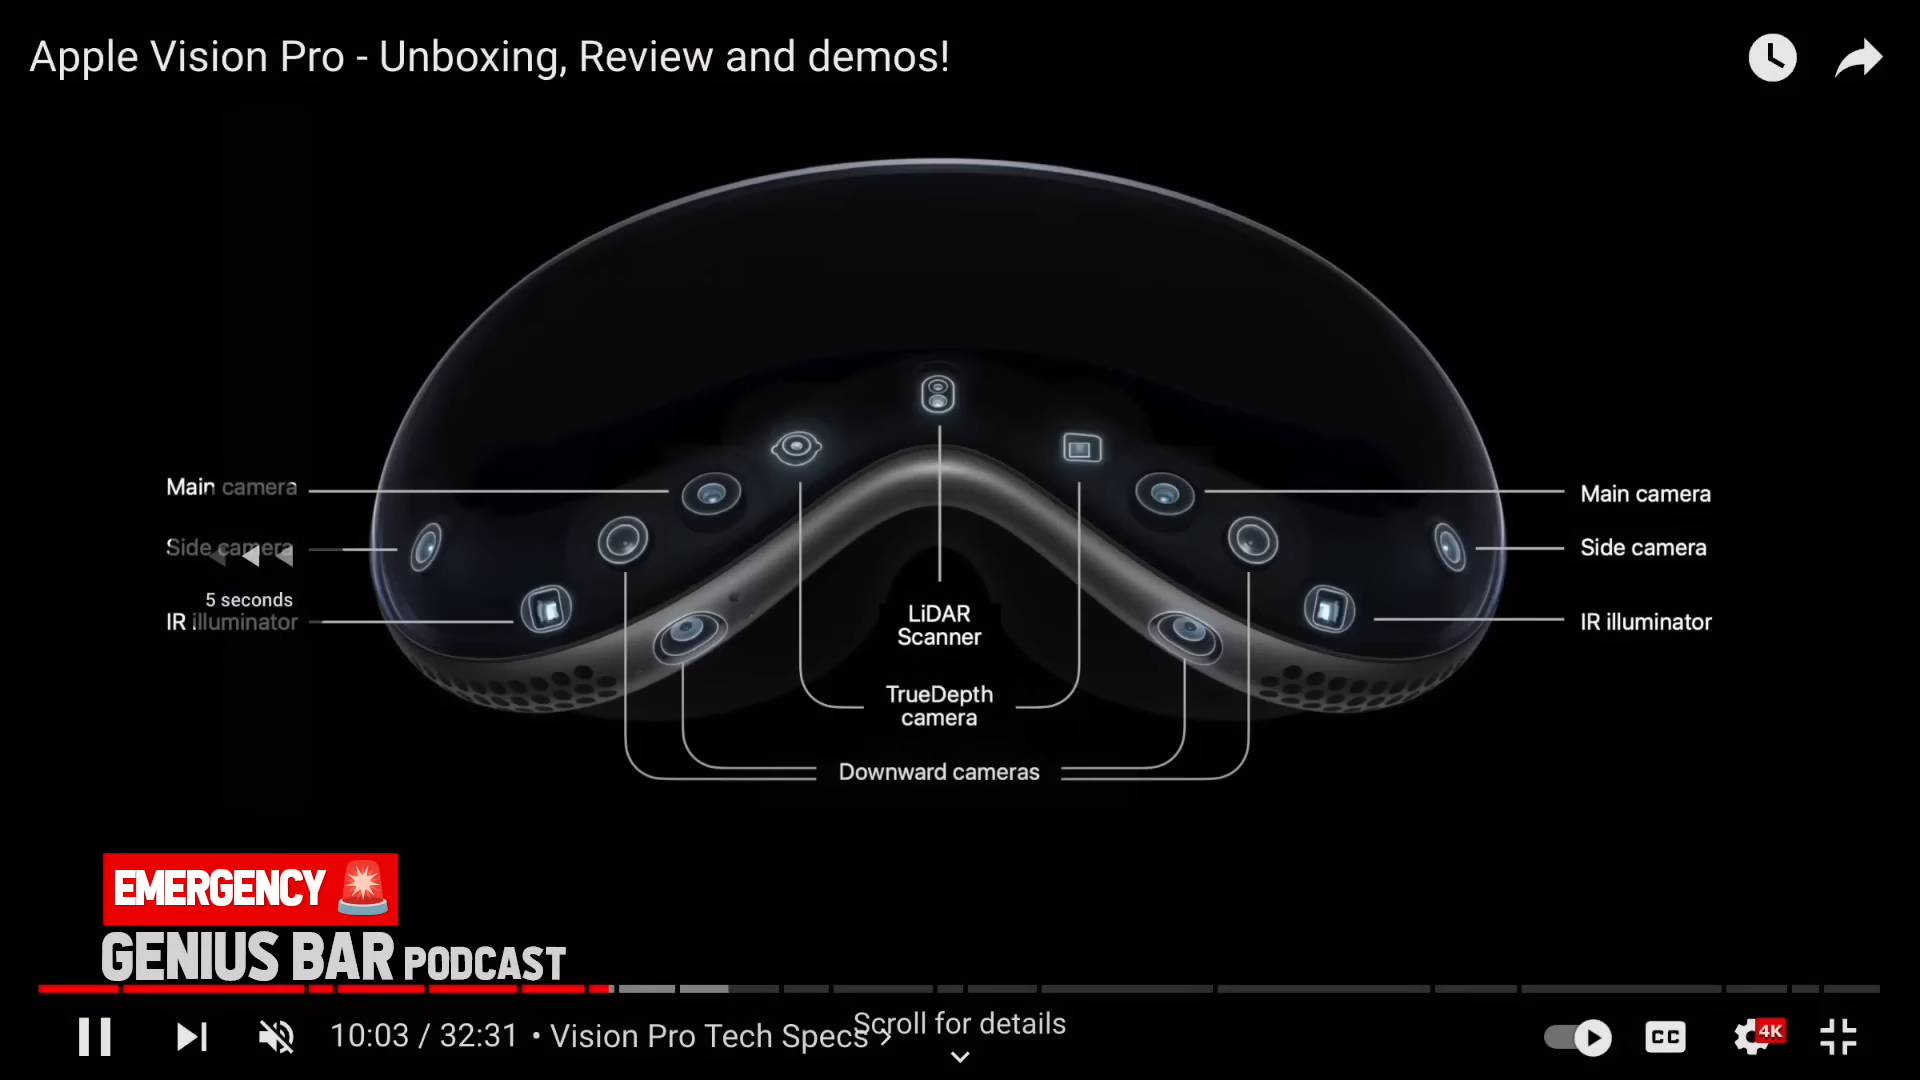 Apple Vision Pro - Unboxing, Review and demos!
Main camera
Side camera
5 seconds
IR illuminator
LiDAR
Scanner
TrueDepth
camera
Downward cameras
Main camera
Side camera
IR illuminator
EMERGENCY
GENIUS BAR PODCAST
10:03 / 32:31 • Vision Pro Tech Specs >
Scroll for details
CC
4K